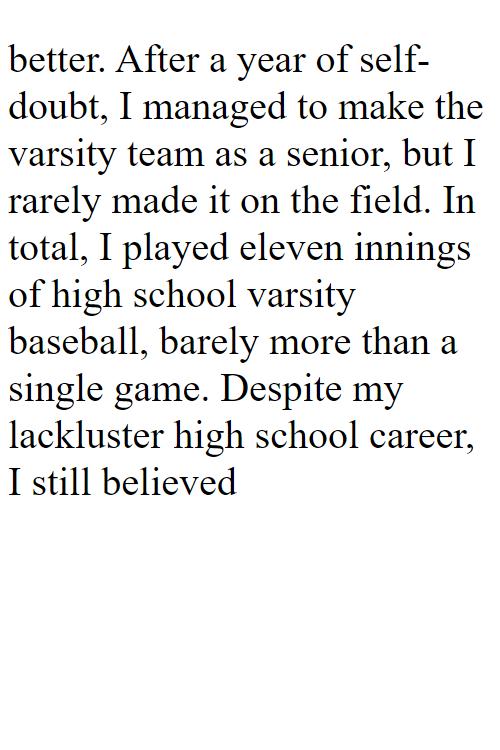 better. After a year of self-
doubt, I managed to make the
varsity team as a senior, but I
rarely made it on the field. In
total, I played eleven innings
of high school varsity
baseball, barely more than a
single game. Despite my
lackluster high school career,
I still believed